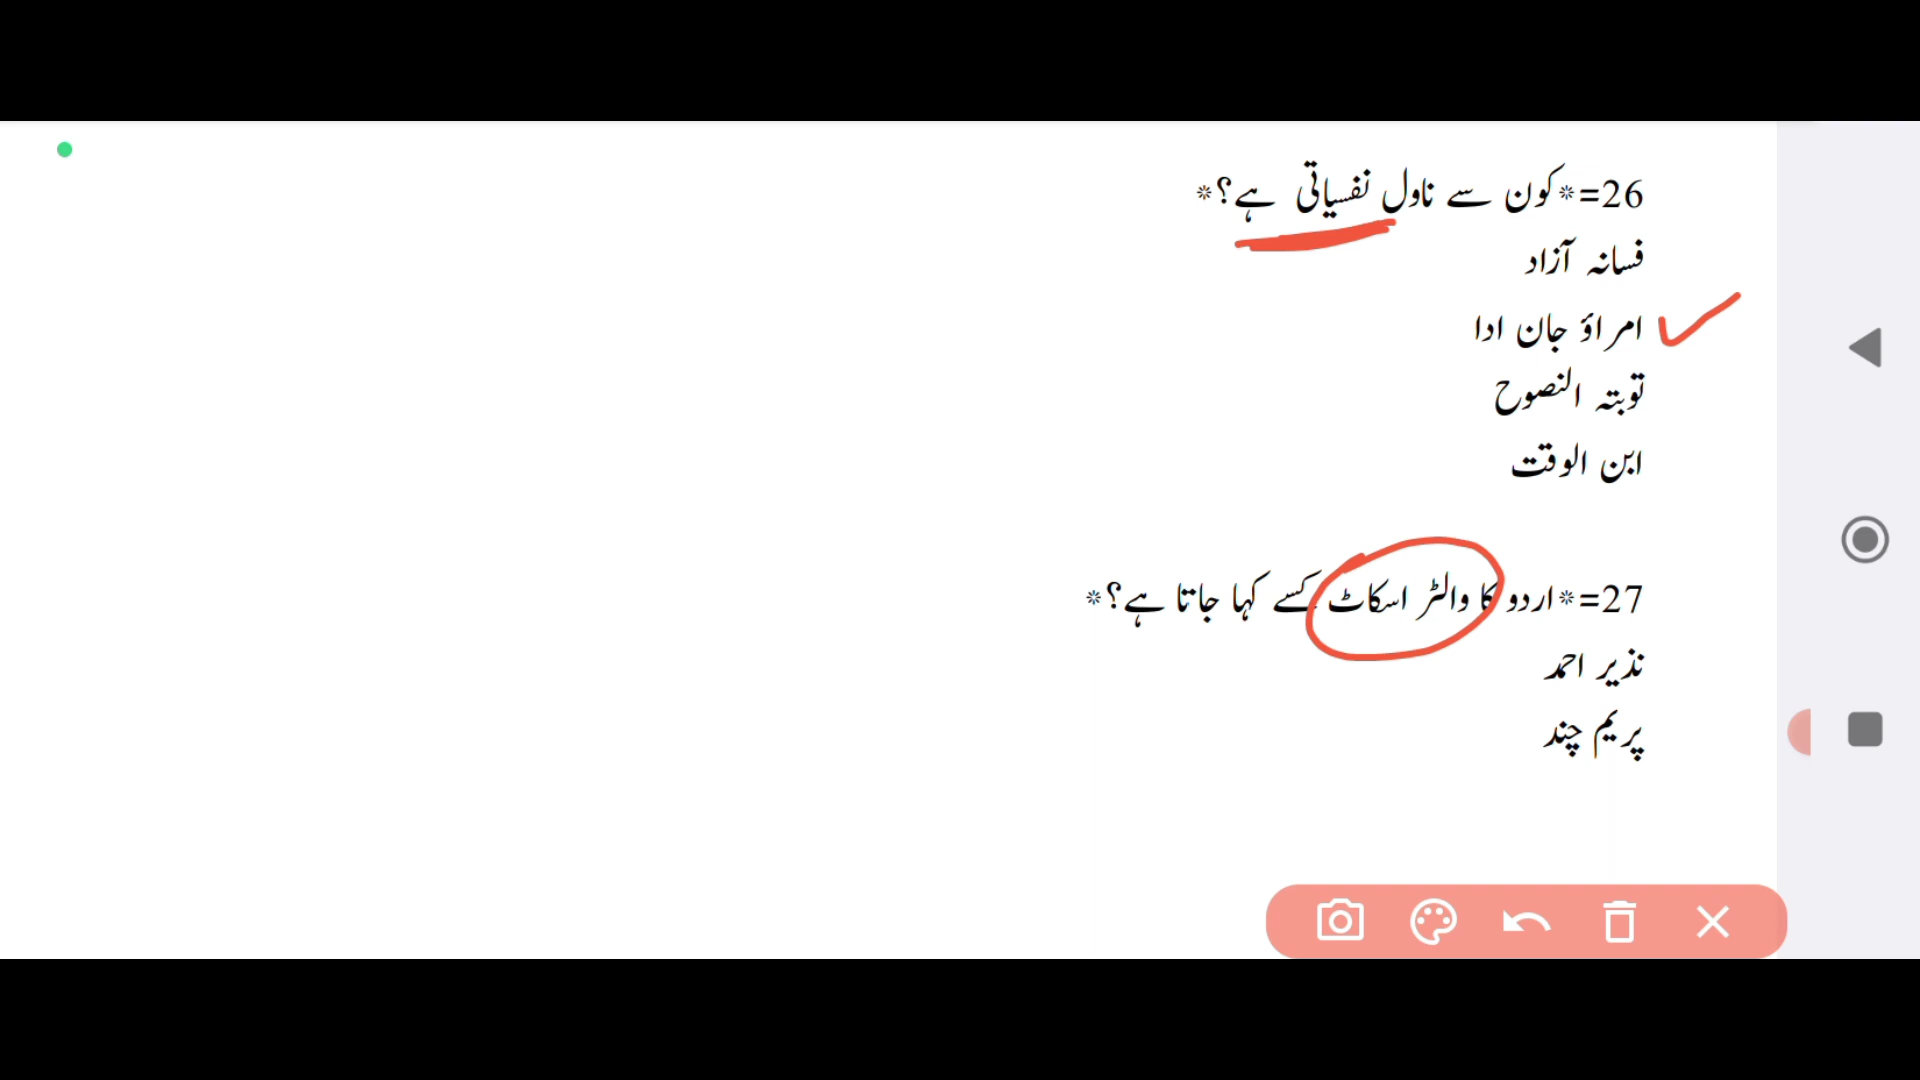 26=*کون سے ناول نفسیاتی ہے؟*
فسانہ آزاد
امراؤ جان ادا
توبتہ النصوح
ابن الوقت
27=*اردو کا والٹر اسکاٹ کسے کہا جاتا ہے؟*
نذیر احمد
پریم چند